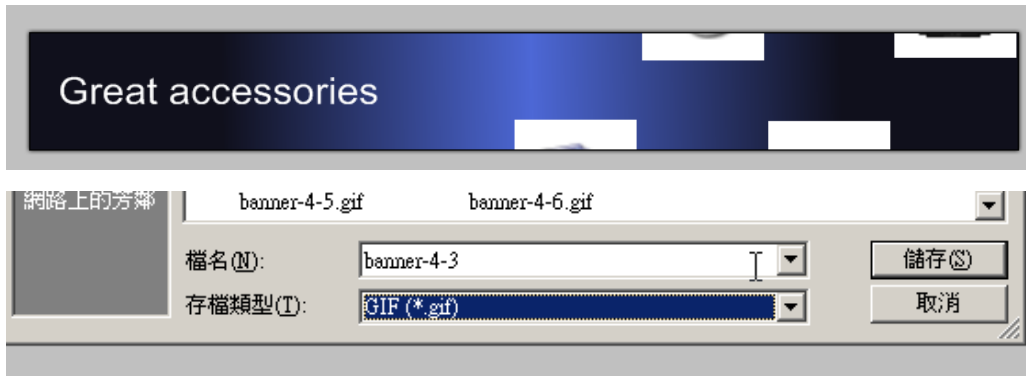 Great accessories
網路上的芳鄰
banner-4-5.gif banner-4-6.gif
檔名(N): banner-4-3 儲存(S)
存檔類型(T): GIF (*.gif) 取消